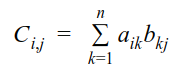 C_{i,j} = \sum_{k=1}^{n} a_{ik} b_{kj}